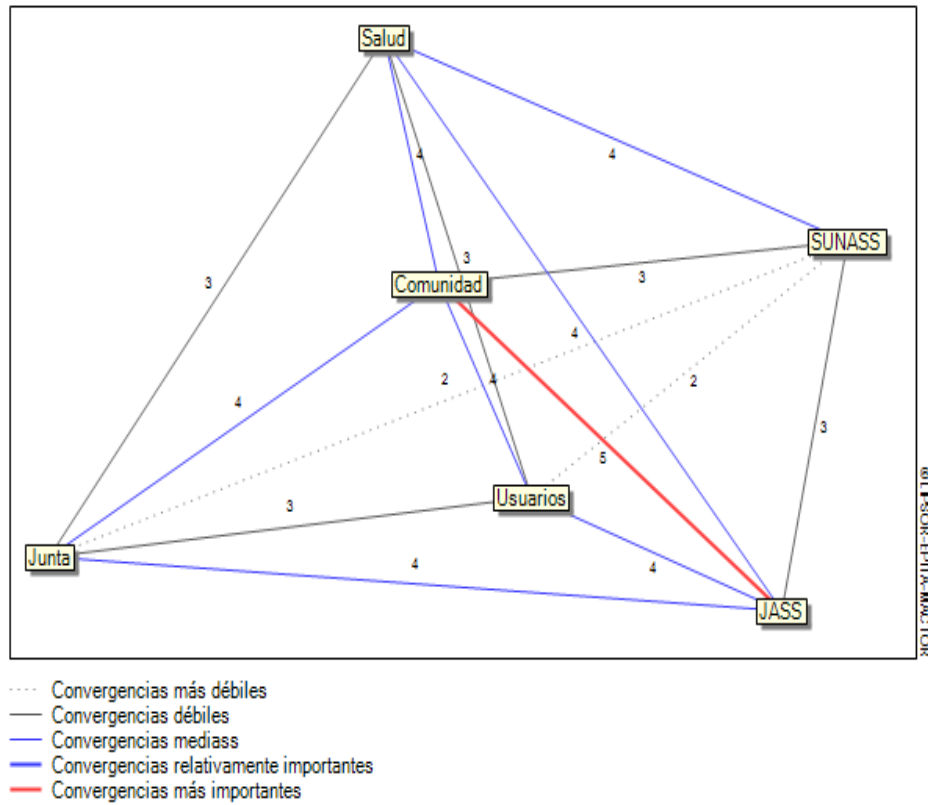 Salud
4
4
SUNASS
3
3
3
Comunidad
4
2
4
2
4
3
5
Usuarios
3
4
4
Junta
JASS
© LIPSOR-EPITA-MACTOR
Convergencias más débiles
Convergencias débiles
Convergencias mediass
Convergencias relativamente importantes
Convergencias más importantes